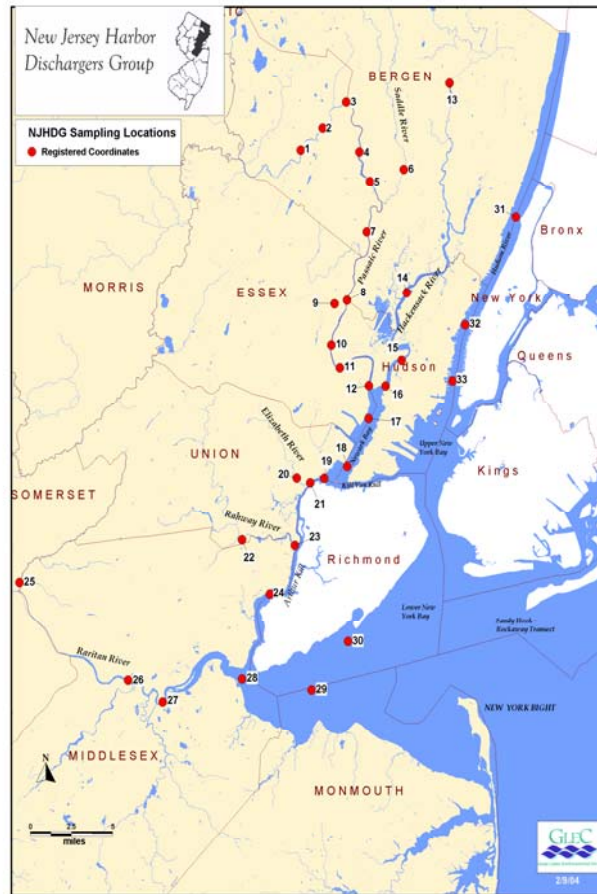 New Jersey Harbor
Dischargers Group
NJHDG Sampling Locations
Registered Coordinates
BERGEN
Saddle River
3
13
2
1
4
5
6
7
Passaic River
31
Hudson River
Bronx
MORRIS
ESSEX
9
8
14
Hackensack River
New York
32
Queens
10
15
Hudson
11
12
16
33
17
Elizabeth River
18
Newark Bay
Upper New
York Bay
UNION
20
19
Kill Van Kull
Kings
21
SOMERSET
Rahway River
22
23
Richmond
25
24
Arthur Kill
Lower New
York Bay
Sandy Hook -
Rockaway Transect
30
Raritan River
26
28
29
27
NEW YORK BIGHT
N
MIDDLESEX
MONMOUTH
0 2.5 5
miles
GLEC
2/9/04